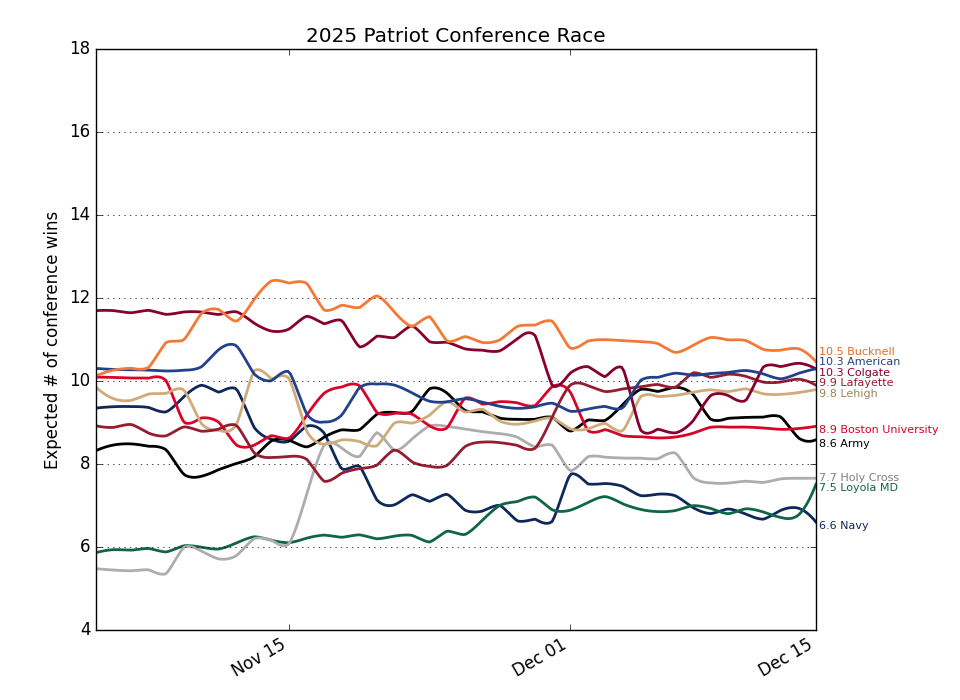 2025 Patriot Conference Race
Expected # of conference wins
18
16
14
12
10
8
6
4
Nov 15
Dec 01
Dec 15
10.5 Bucknell
10.3 American
10.3 Colgate
9.9 Lafayette
9.8 Lehigh
8.9 Boston University
8.6 Army
7.7 Holy Cross
7.5 Loyola MD
6.6 Navy